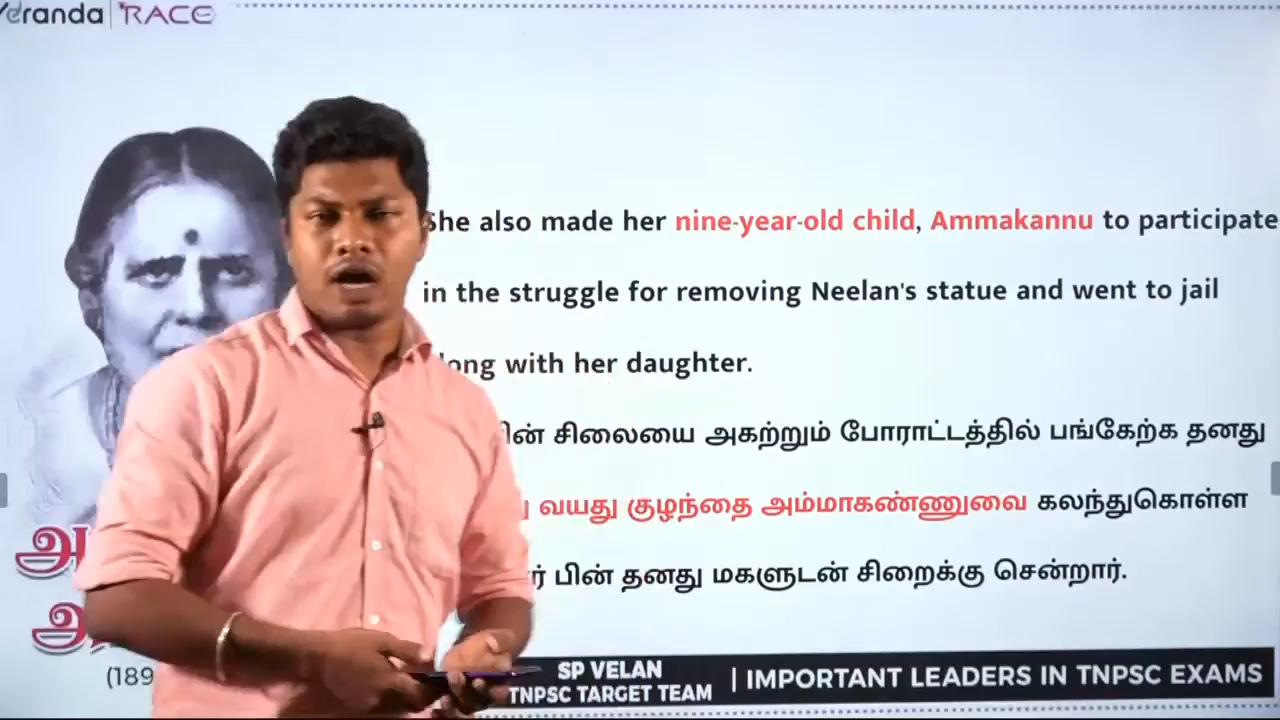 Veranda RACE
She also made her nine-year-old child, Ammakannu to participate
in the struggle for removing Neelan's statue and went to jail
along with her daughter.
சிலையை அகற்றும் போராட்டத்தில் பங்கேற்க தனது
வயது குழந்தை அம்மாகண்ணுவை கலந்துகொள்ள
பின் தனது மகளுடன் சிறைக்கு சென்றார்.
(189
SP VELAN
TNPSC TARGET TEAM
| IMPORTANT LEADERS IN TNPSC EXAMS